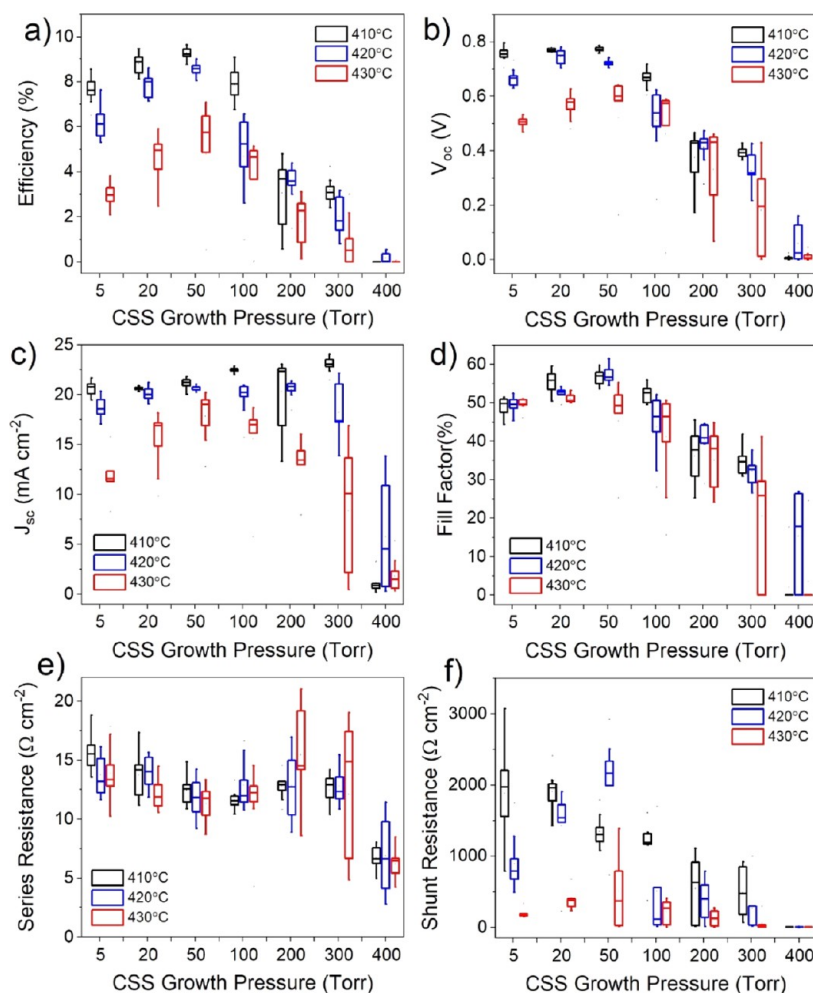 a)
410°C
420°C
430°C
Efficiency (%)
10
8
6
4
2
0
5 20 50 100 200 300 400
CSS Growth Pressure (Torr)
b)
410°C
420°C
430°C
Voc (V)
0.8
0.6
0.4
0.2
0.0
5 20 50 100 200 300 400
CSS Growth Pressure (Torr)
c)
Jsc (mA cm-2)
25
20
15
10
5
0
410°C
420°C
430°C
5 20 50 100 200 300 400
CSS Growth Pressure (Torr)
d)
Fill Factor(%)
60
50
40
30
20
10
0
410°C
420°C
430°C
5 20 50 100 200 300 400
CSS Growth Pressure (Torr)
e)
Series Resistance (Ω cm-2)
20
15
10
5
0
410°C
420°C
430°C
5 20 50 100 200 300 400
CSS Growth Pressure (Torr)
f)
410°C
420°C
430°C
Shunt Resistance (Ω cm-2)
3000
2000
1000
0
5 20 50 100 200 300 400
CSS Growth Pressure (Torr)